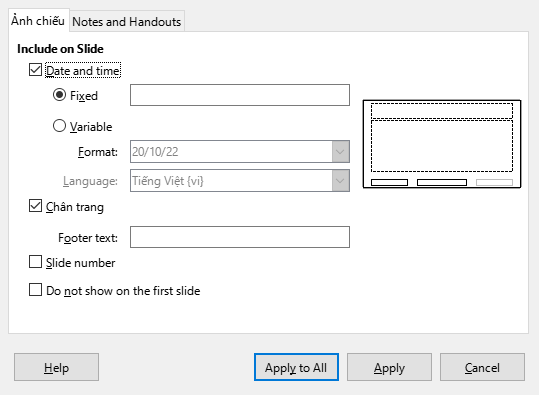 Ảnh chiếu Notes and Handouts
Include on Slide
Date and time
Fixed
Variable
Format: 20/10/22
Language: Tiếng Việt {vi}
Chân trang
Footer text:
Slide number
Do not show on the first slide
Help Apply to All Apply Cancel